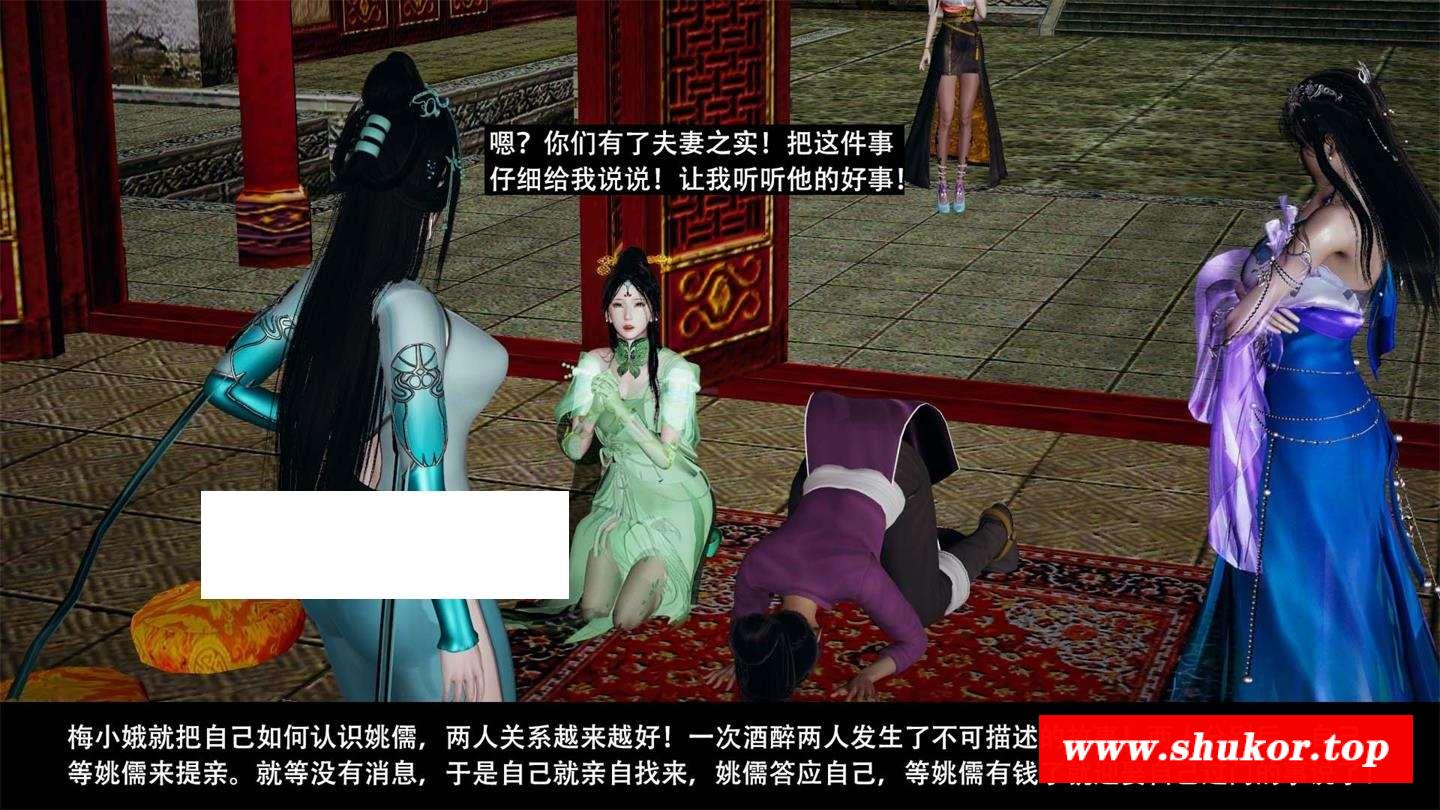 嗯？你们有了夫妻之实！把这件事
仔细给我说说！让我听听他的好事！
梅小娥就把自己如何认识姚儒，两人关系越来越好！一次酒醉两人发生了不可描述
等姚儒来提亲。就等没有消息，于是自己就亲自找来，姚儒答应自己，等姚儒有钱
www.shukor.top